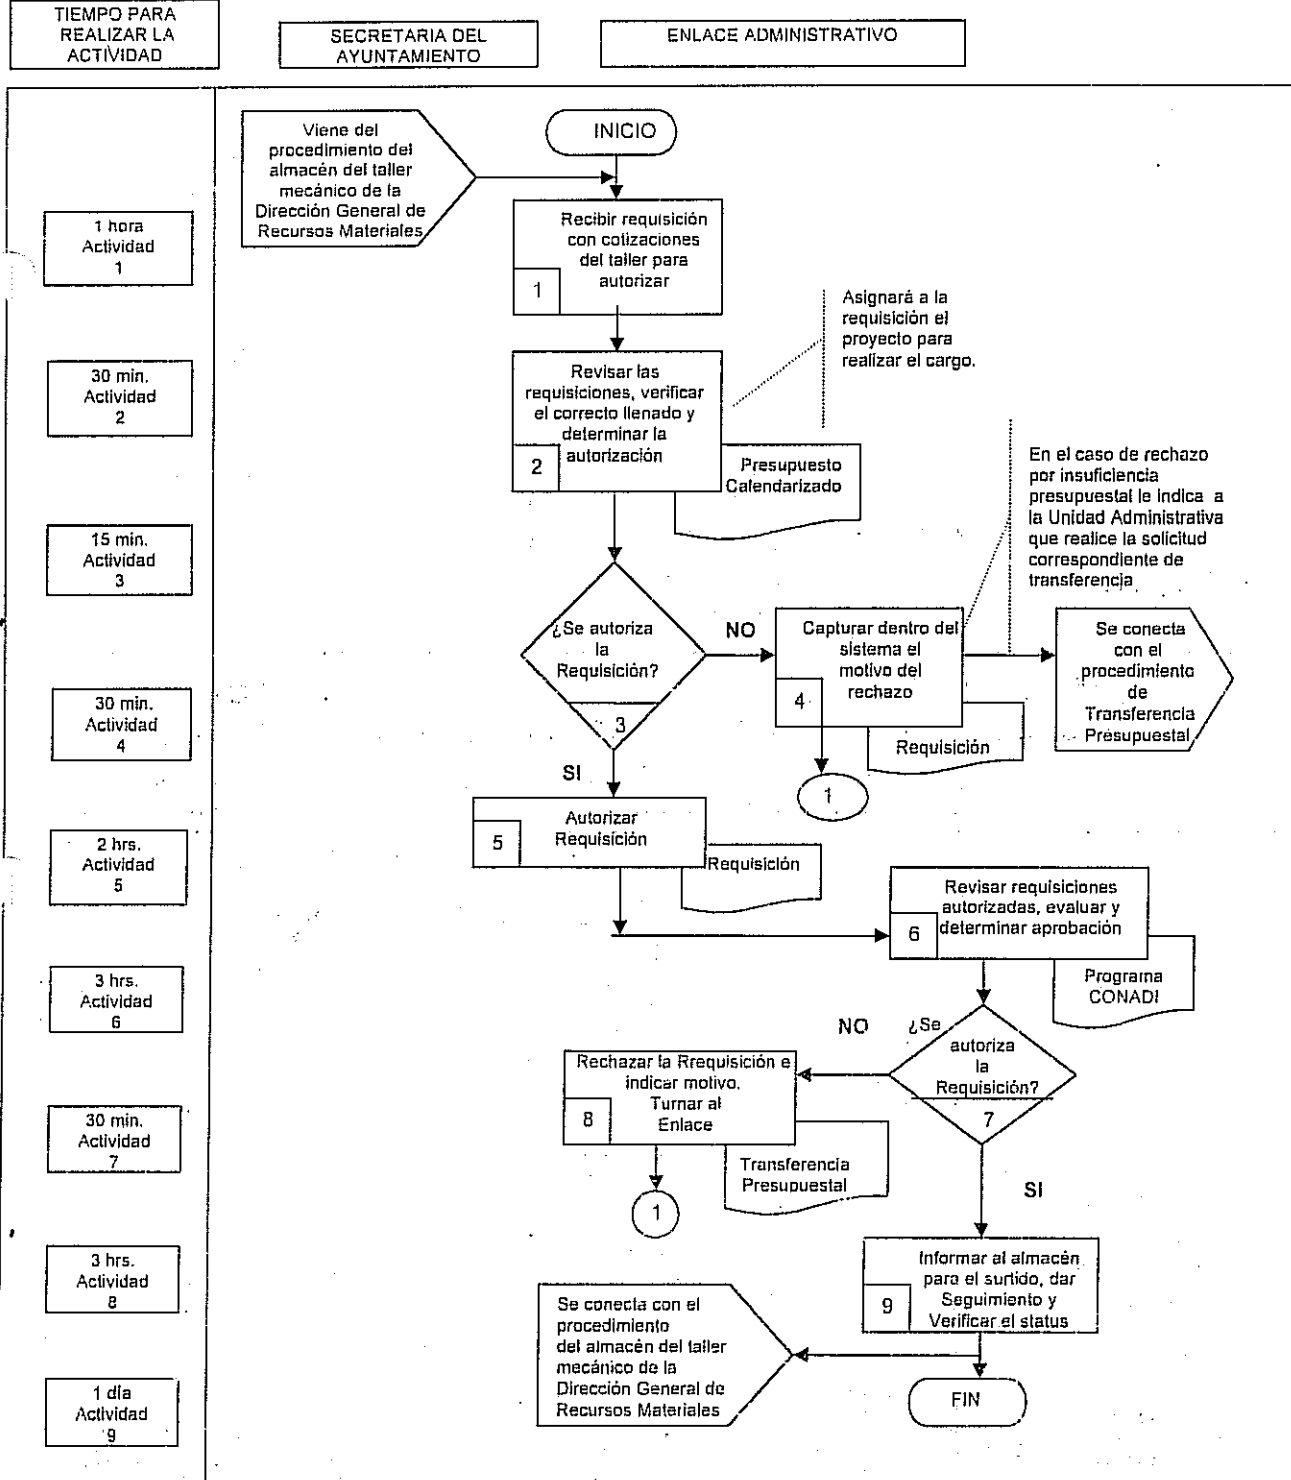 TIEMPO PARA
REALIZAR LA
ACTIVIDAD
SECRETARIA DEL
AYUNTAMIENTO
ENLACE ADMINISTRATIVO
Viene del
procedimiento del
almacén del taller
mecánico de la
Dirección General de
Recursos Materiales
INICIO
1 hora
Actividad
1
Recibir requisición
con cotizaciones
del taller para
autorizar
1
Asignará a la
requisición el
proyecto para
realizar el cargo.
30 min.
Actividad
2
Revisar las
requisiciones, verificar
el correcto llenado y
determinar la
autorización
2
Presupuesto
Calendarizado
En el caso de rechazo
por insuficiencia
presupuestal le indica a
la Unidad Administrativa
que realice la solicitud
correspondiente de
transferencia
15 min.
Actividad
3
¿Se autoriza
la
Requisición?
3
NO
Capturar dentro del
sistema el
motivo del
rechazo
4
Requisición
1
Se conecta
con el
procedimiento
de
Transferencia
Presupuestal
30 min.
Actividad
4
SI
Autorizar
Requisición
5
Requisición
2 hrs.
Actividad
5
Revisar requisiciones
autorizadas, evaluar y
determinar aprobación
6
Programa
CONADI
3 hrs.
Actividad
6
NO
¿Se
autoriza
la
Requisición?
7
Rechazar la Rrequisición e
indicar motivo.
Turnar al
Enlace
8
Transferencia
Presupuestal
1
30 min.
Actividad
7
SI
3 hrs.
Actividad
8
Informar al almacén
para el surtido, dar
Seguimiento y
Verificar el status
9
Se conecta con el
procedimiento
del almacén del taller
mecánico de la
Dirección General de
Recursos Materiales
FIN
1 día
Actividad
9